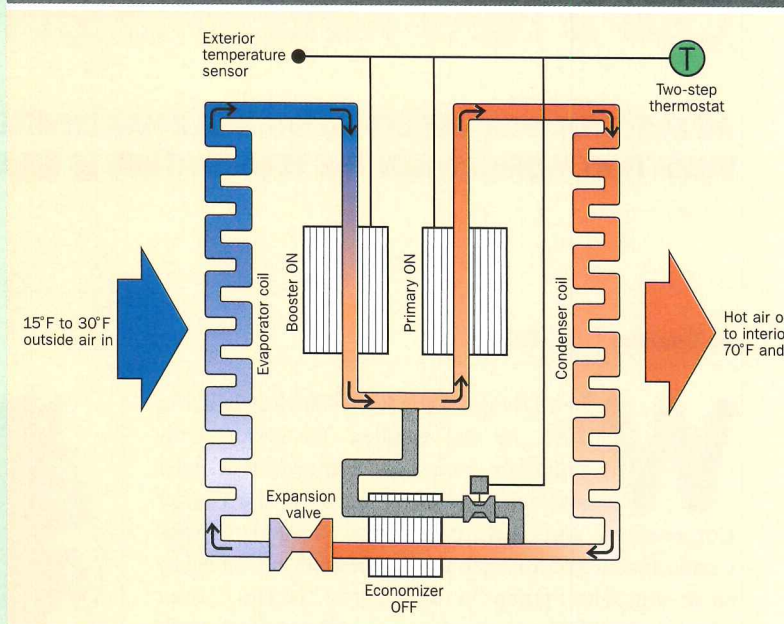 Exterior
temperature
sensor
T
Two-step
thermostat
15°F to 30°F
outside air in
Evaporator coil
Booster ON
Primary ON
Condenser coil
Hot air
to interio
70°F and
Expansion
valve
Economizer
OFF